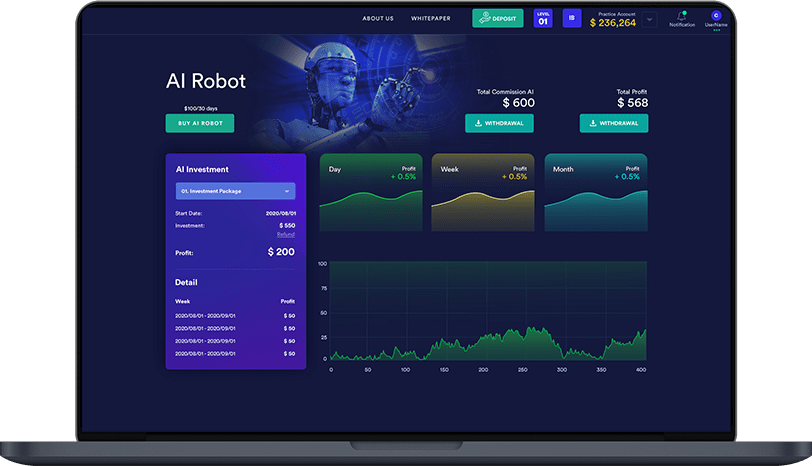 ABOUT US
WHITEPAPER
DEPOSIT
LEVEL
01
IB
Practice Account
$ 236,264
Notification
C
UserName
AI Robot
$100/30 days
BUY AI ROBOT
Total Commission AI
$ 600
WITHDRAWAL
Total Profit
$ 568
WITHDRAWAL
AI Investment
01. Investment Package
Start Date: 2020/08/01
Investment: $ 550
Refund
Profit: $ 200
Detail
Week Profit
2020/08/01 - 2020/09/01 $ 50
2020/08/01 - 2020/09/01 $ 50
2020/08/01 - 2020/09/01 $ 50
2020/08/01 - 2020/09/01 $ 50
Day Profit
+ 0.5%
Week Profit
+ 0.5%
Month Profit
+ 0.5%
100
75
50
25
0
0 50 100 150 200 250 300 350 400